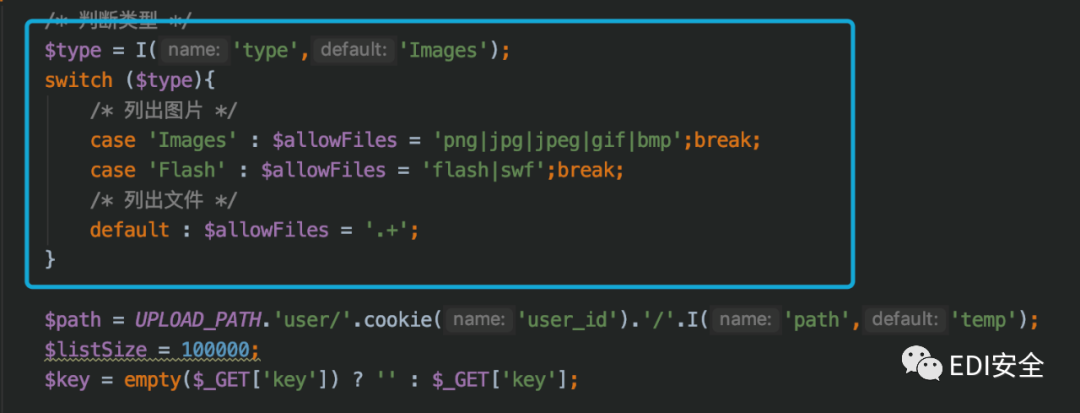 /* 判断类型 */
$type = I( name: 'type', default: 'Images');
switch ($type){
/* 列出图片 */
case 'Images' : $allowFiles = 'png|jpg|jpeg|gif|bmp';break;
case 'Flash' : $allowFiles = 'flash|swf';break;
/* 列出文件 */
default : $allowFiles = '.+';
}
$path = UPLOAD_PATH.'user/'.cookie( name: 'user_id').'/'.I( name: 'path', default: 'temp');
$listSize = 100000;
$key = empty($_GET['key']) ? '' : $_GET['key'];
EDI安全